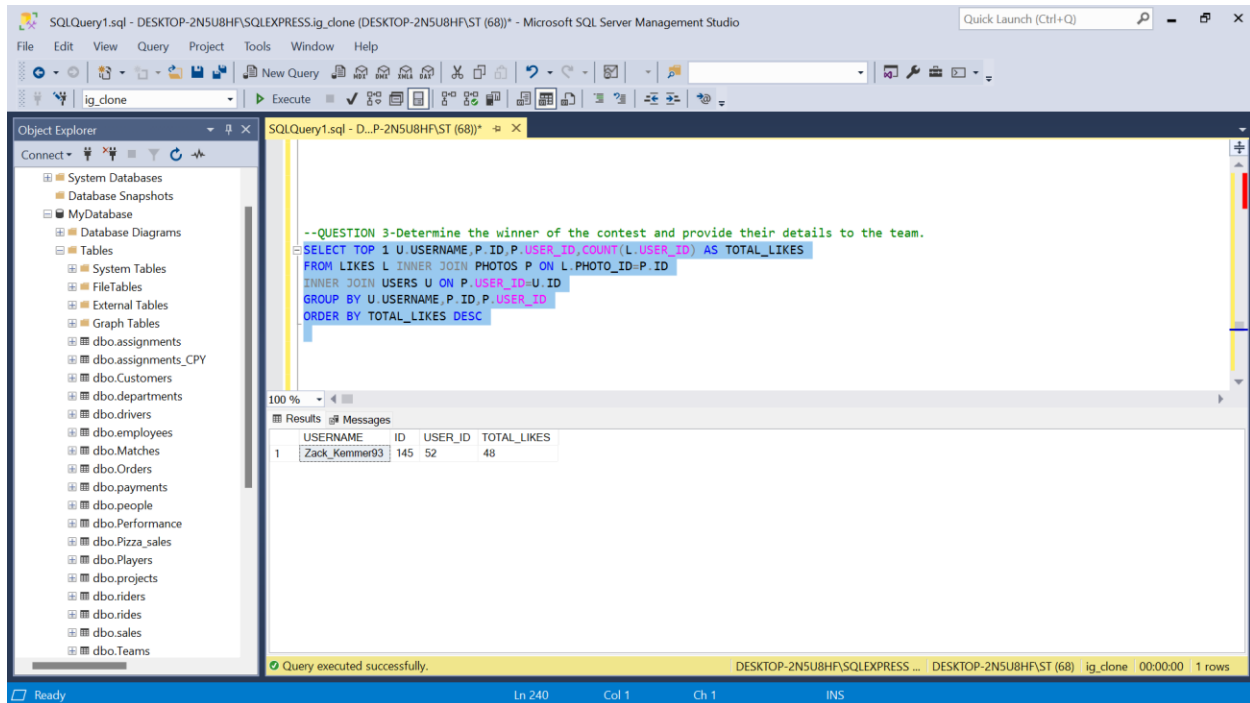 SQLQuery1.sql - DESKTOP-2N5U8HF\SQLEXPRESS.ig_clone (DESKTOP-2N5U8HF\ST (68))* - Microsoft SQL Server Management Studio
Quick Launch (Ctrl+Q)
File Edit View Query Project Tools Window Help
New Query MDX DMX XMLA DAX
ig_clone Execute
Object Explorer
SQLQuery1.sql - D...P-2N5U8HF\ST (68))*
Connect
System Databases
Database Snapshots
MyDatabase
Database Diagrams
Tables
System Tables
FileTables
External Tables
Graph Tables
dbo.assignments
dbo.assignments_CPY
dbo.Customers
dbo.departments
dbo.drivers
dbo.employees
dbo.Matches
dbo.Orders
dbo.payments
dbo.people
dbo.Performance
dbo.Pizza_sales
dbo.Players
dbo.projects
dbo.riders
dbo.rides
dbo.sales
dbo.Teams
--QUESTION 3-Determine the winner of the contest and provide their details to the team.
SELECT TOP 1 U.USERNAME,P.ID,P.USER_ID,COUNT(L.USER_ID) AS TOTAL_LIKES
FROM LIKES L INNER JOIN PHOTOS P ON L.PHOTO_ID=P.ID
INNER JOIN USERS U ON P.USER_ID=U.ID
GROUP BY U.USERNAME,P.ID,P.USER_ID
ORDER BY TOTAL_LIKES DESC
100 %
Results Messages
USERNAME ID USER_ID TOTAL_LIKES
1 Zack_Kemmer93 145 52 48
Query executed successfully. DESKTOP-2N5U8HF\SQLEXPRESS ... DESKTOP-2N5U8HF\ST (68) ig_clone 00:00:00 1 rows
Ready Ln 240 Col 1 Ch 1 INS